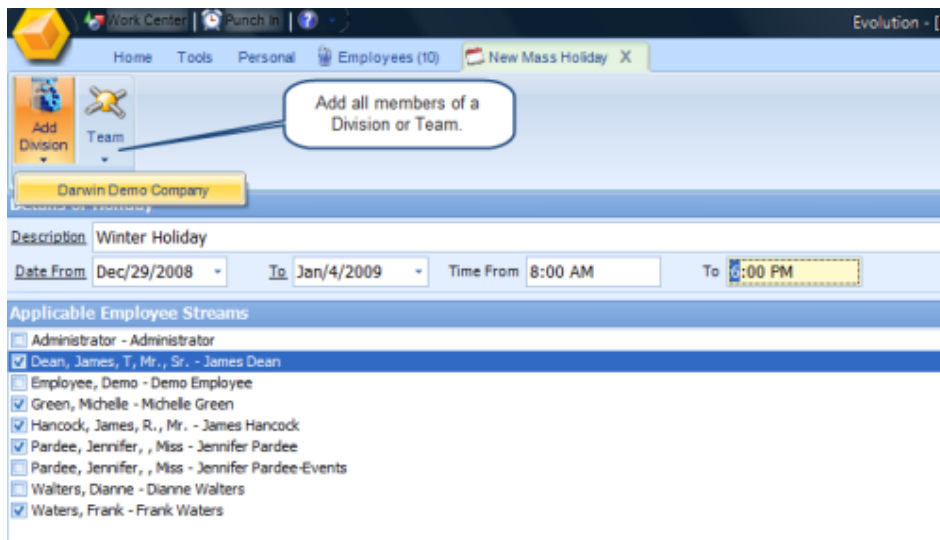 Work Center | Punch In |
Evolution - [
Home Tools Personal Employees (10) New Mass Holiday X
Add Division
Team
Add all members of a
Division or Team.
Darwin Demo Company
Details of Holiday
Description Winter Holiday
Date From Dec/29/2008 To Jan/4/2009 Time From 8:00 AM To 6:00 PM
Applicable Employee Streams
Administrator - Administrator
Dean, James, T, Mr., Sr. - James Dean
Employee, Demo - Demo Employee
Green, Michelle - Michelle Green
Hancock, James, R., Mr. - James Hancock
Pardee, Jennifer, , Miss - Jennifer Pardee
Pardee, Jennifer, , Miss - Jennifer Pardee-Events
Walters, Dianne - Dianne Walters
Waters, Frank - Frank Waters